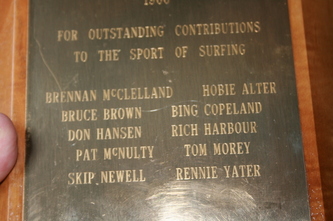 FOR OUTSTANDING CONTRIBUTIONS
TO THE SPORT OF SURFING
BRENNAN McCLELLAND HOBIE ALTER
BRUCE BROWN BING COPELAND
DON HANSEN RICH HARBOUR
PAT McNULTY TOM MOREY
SKIP NEWELL RENNIE YATER